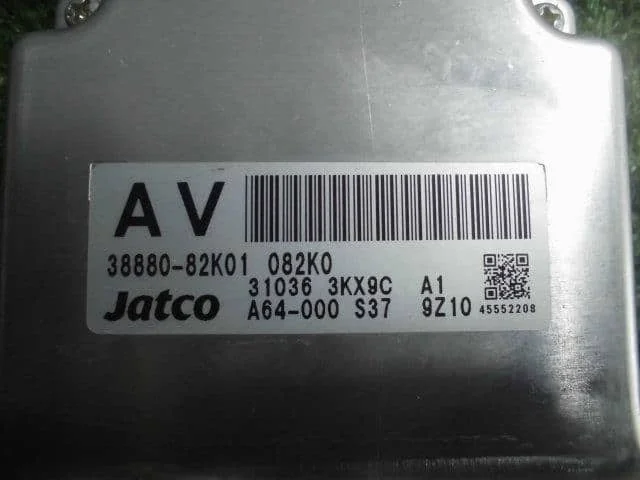 AV
38880-82K01 082K0
31036 3KX9C A1
Jatco A64-000 S37 9Z10 45552208